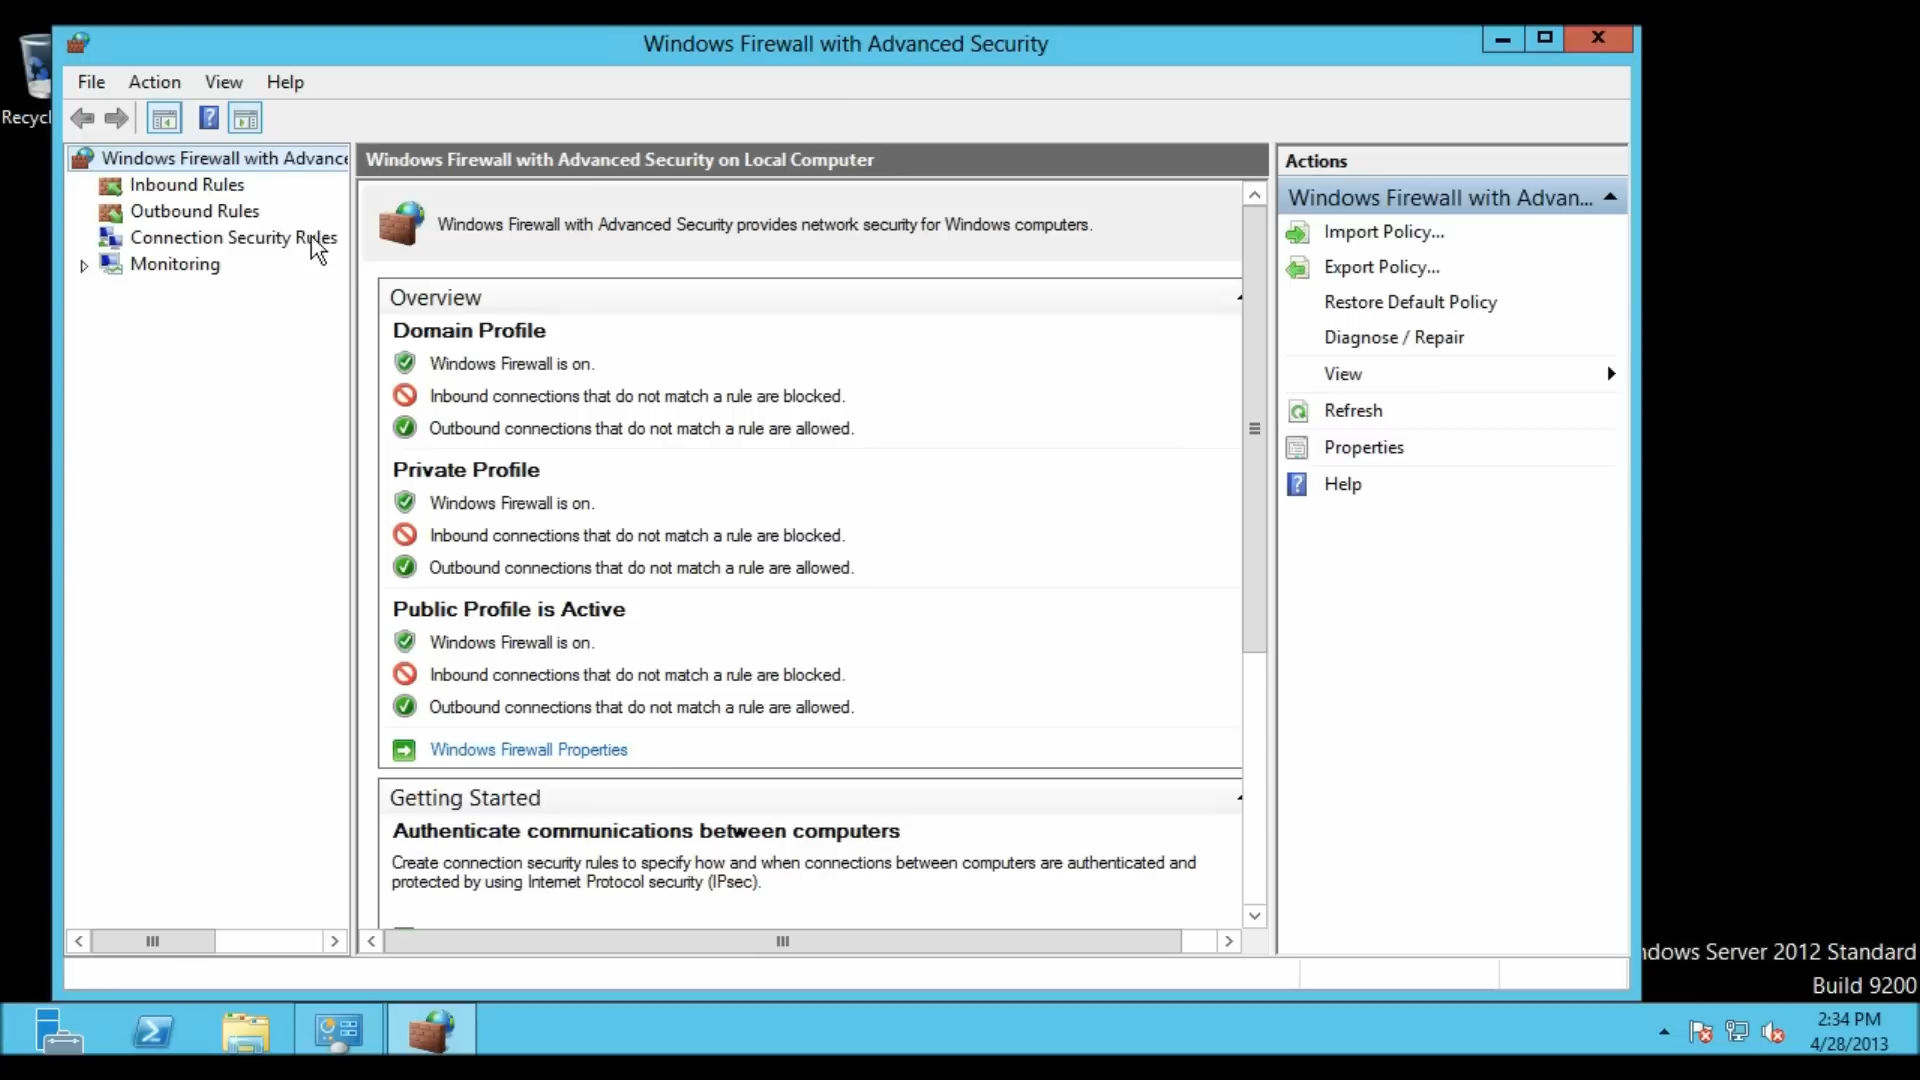 Windows Firewall with Advanced Security
X
Recycl
File Action View Help
Windows Firewall with Advance
Inbound Rules
Outbound Rules
Connection Security Rules
Monitoring
Windows Firewall with Advanced Security on Local Computer
Windows Firewall with Advanced Security provides network security for Windows computers.
Overview
Domain Profile
Windows Firewall is on.
Inbound connections that do not match a rule are blocked.
Outbound connections that do not match a rule are allowed.
Private Profile
Windows Firewall is on.
Inbound connections that do not match a rule are blocked.
Outbound connections that do not match a rule are allowed.
Public Profile is Active
Windows Firewall is on.
Inbound connections that do not match a rule are blocked.
Outbound connections that do not match a rule are allowed.
Windows Firewall Properties
Getting Started
Authenticate communications between computers
Create connection security rules to specify how and when connections between computers are authenticated and
protected by using Internet Protocol security (IPsec).
Actions
Windows Firewall with Advan...
Import Policy...
Export Policy...
Restore Default Policy
Diagnose / Repair
View
Refresh
Properties
Help
ndows Server 2012 Standard
Build 9200
2:34 PM
4/28/2013